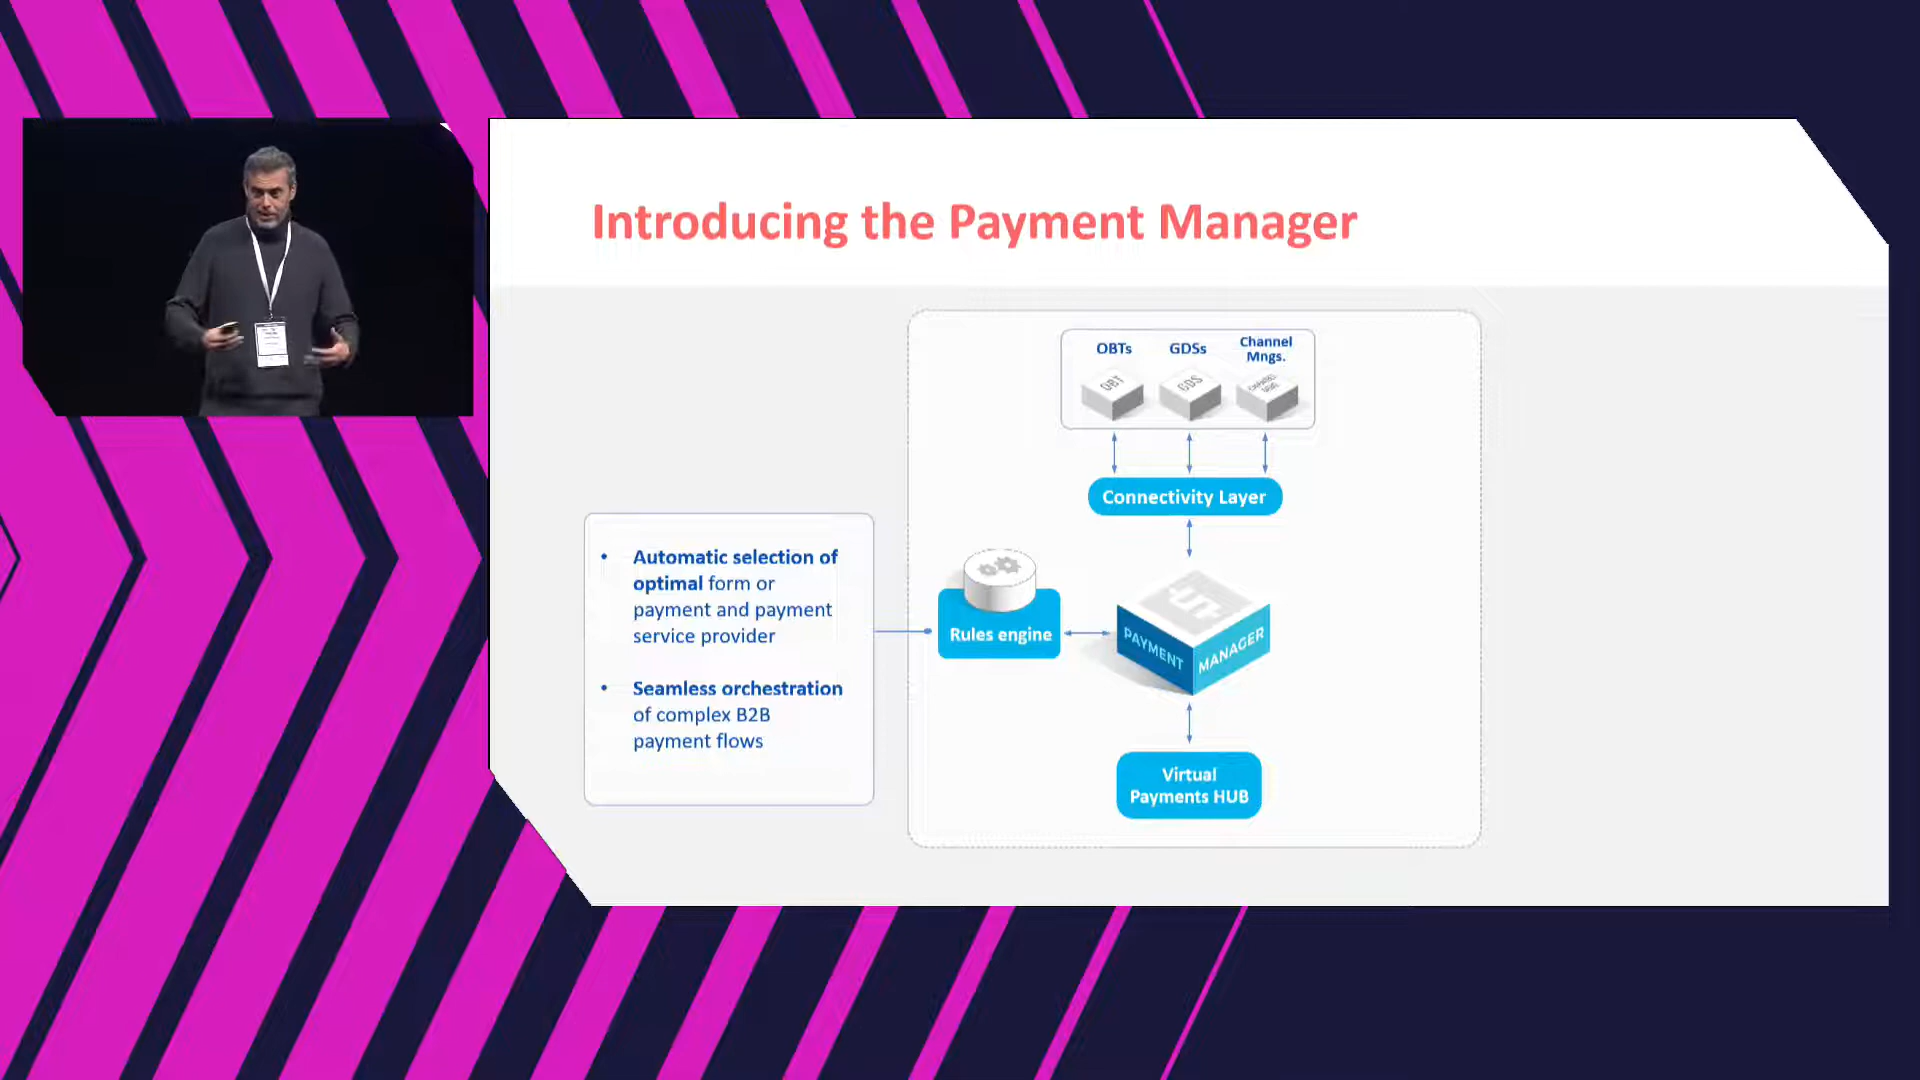 Introducing the Payment Manager
OBTs
GDSs
Channel
Mngs.
OBT
GDS
Connectivity Layer
• Automatic selection of
optimal form or
payment and payment
service provider
• Seamless orchestration
of complex B2B
payment flows
Rules engine
PAYMENT
MANAGER
Virtual
Payments HUB